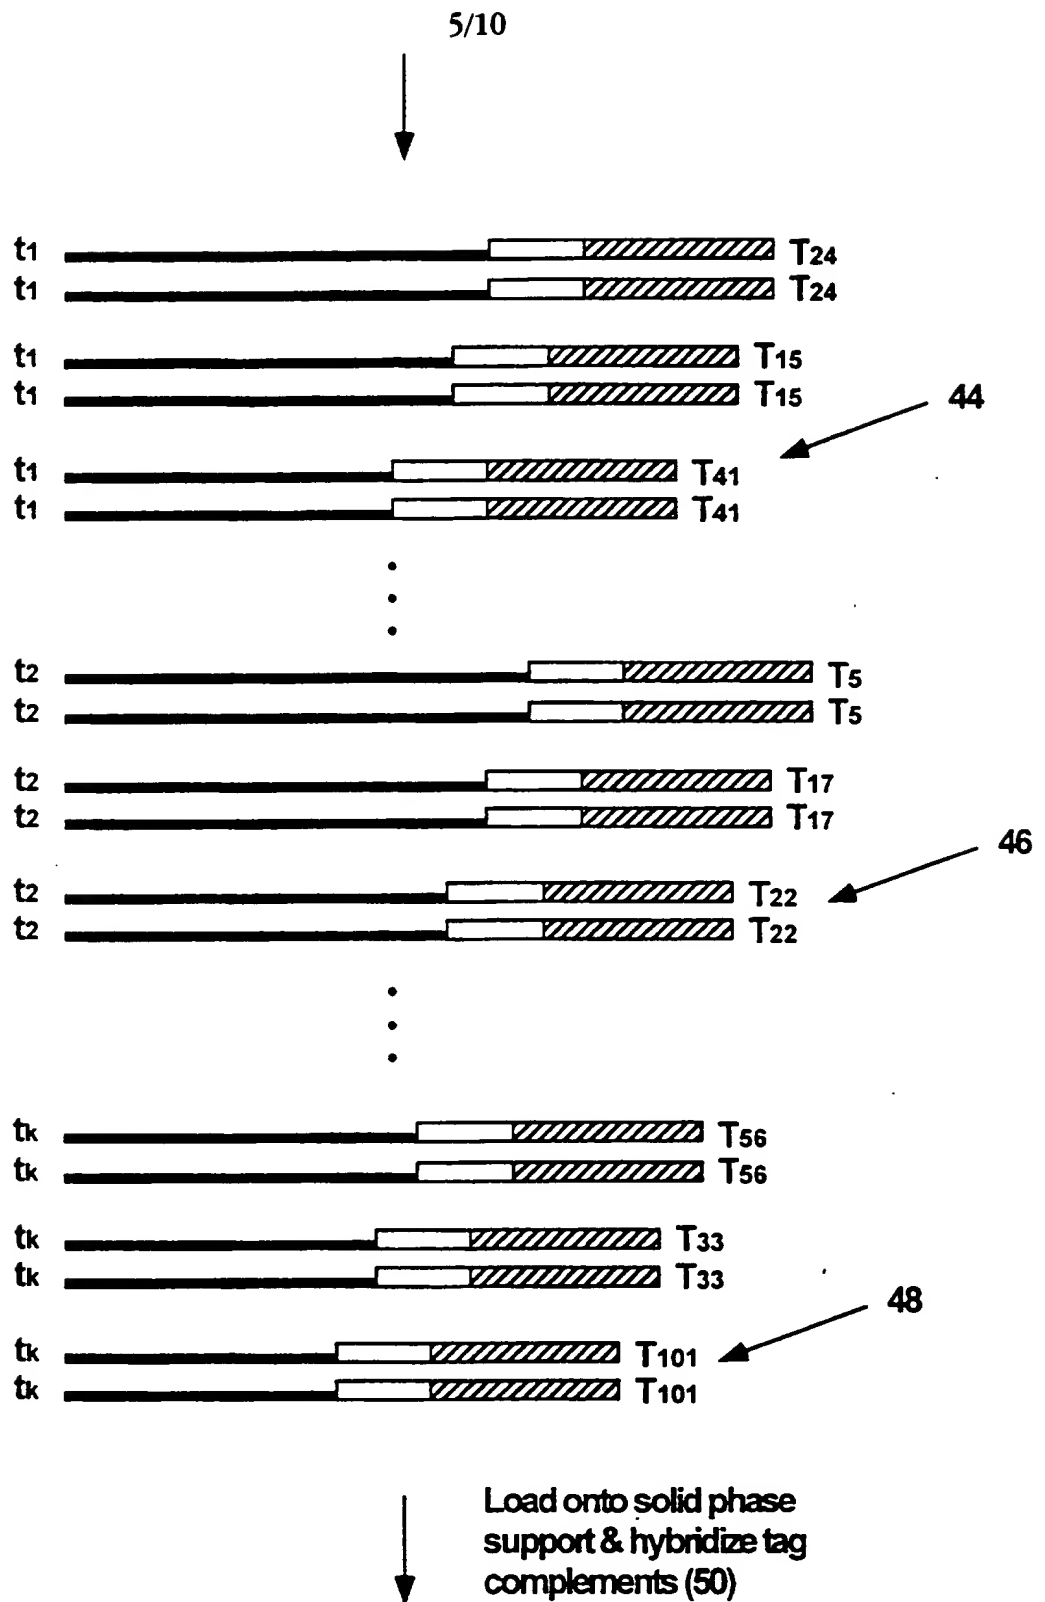 5/10
t1 T24
t1 T24
t1 T15
t1 T15
44
t1 T41
t1 T41
t2 T5
t2 T5
t2 T17
t2 T17
46
t2 T22
t2 T22
tk T56
tk T56
tk T33
tk T33
48
tk T101
tk T101
Load onto solid phase
support & hybridize tag
complements (50)